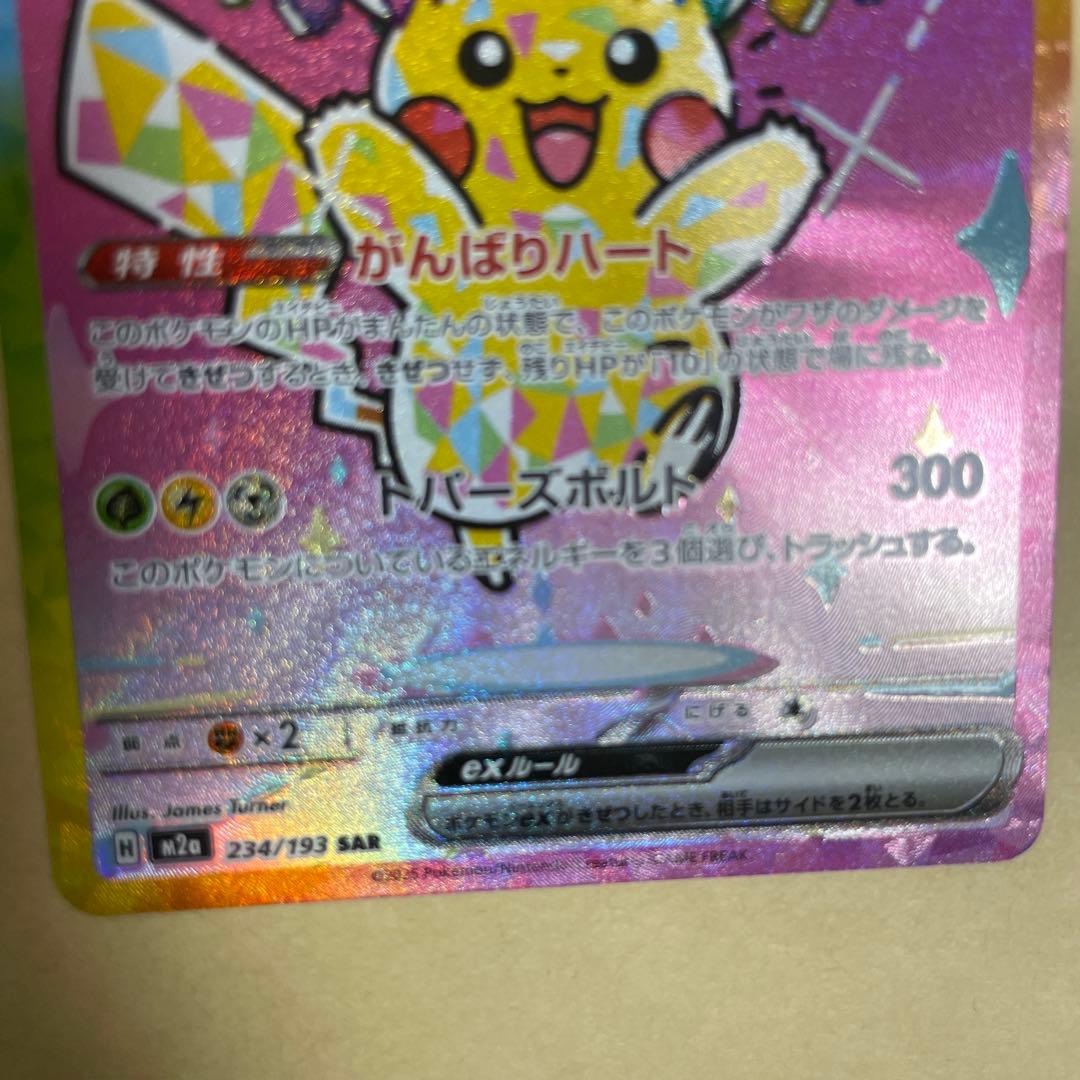 特性 がんばりハート
このポケモンのHPがまんたんの状態で、このポケモンがワザのダメージを
受けてきぜつするとき、きぜつせず、残りHPが「10」の状態で場に残る。
トパーズボルト 300
このポケモンについているエネルギーを3個選び、トラッシュする。
弱点 ×2 抵抗力 にげる
exルール
ポケモンexがきぜつしたとき、相手はサイドを2枚とる。
Illus. James Turner
H M2a 234/193 SAR
©2025 Pokémon/Nintendo/ /GAME FREAK